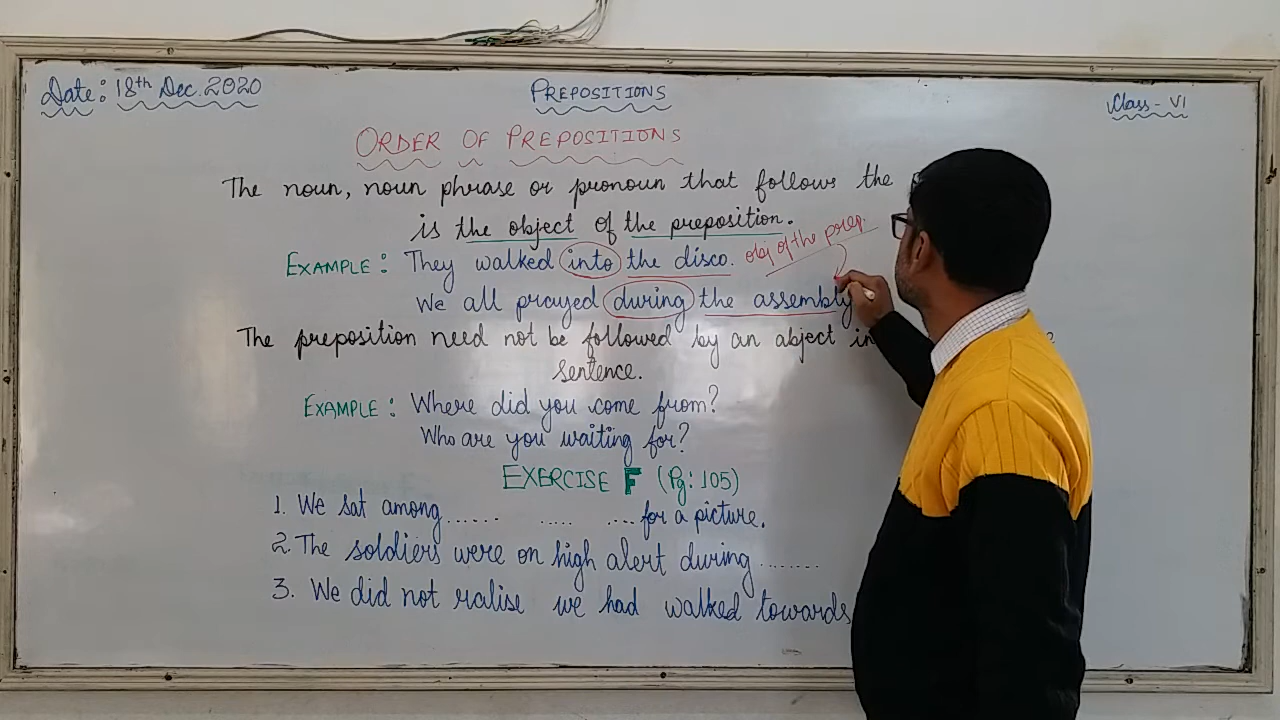 Date: 18th Dec. 2020
PREPOSITIONS
Class - VI
ORDER OF PREPOSITIONS
The noun, noun phrase or pronoun that follows the
is the object of the preposition.
EXAMPLE: They walked into the disco. obj of the prep.
We all prayed during the assembly
The preposition need not be followed by an abject in
sentence.
EXAMPLE: Where did you come from?
Who are you waiting for?
EXERCISE F (Pg: 105)
1. We sat among ...... ..... .... for a picture.
2. The soldiers were on high alert during ........
3. We did not ralise we had walked towards